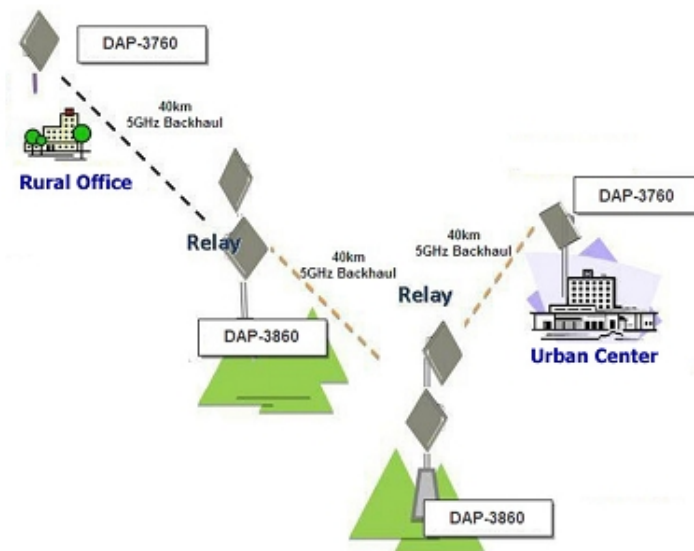 DAP-3760
40km
5GHz Backhaul
Rural Office
DAP-3760
Relay
40km
5GHz Backhaul
40km
5GHz Backhaul
Relay
DAP-3860
Urban Center
DAP-3860